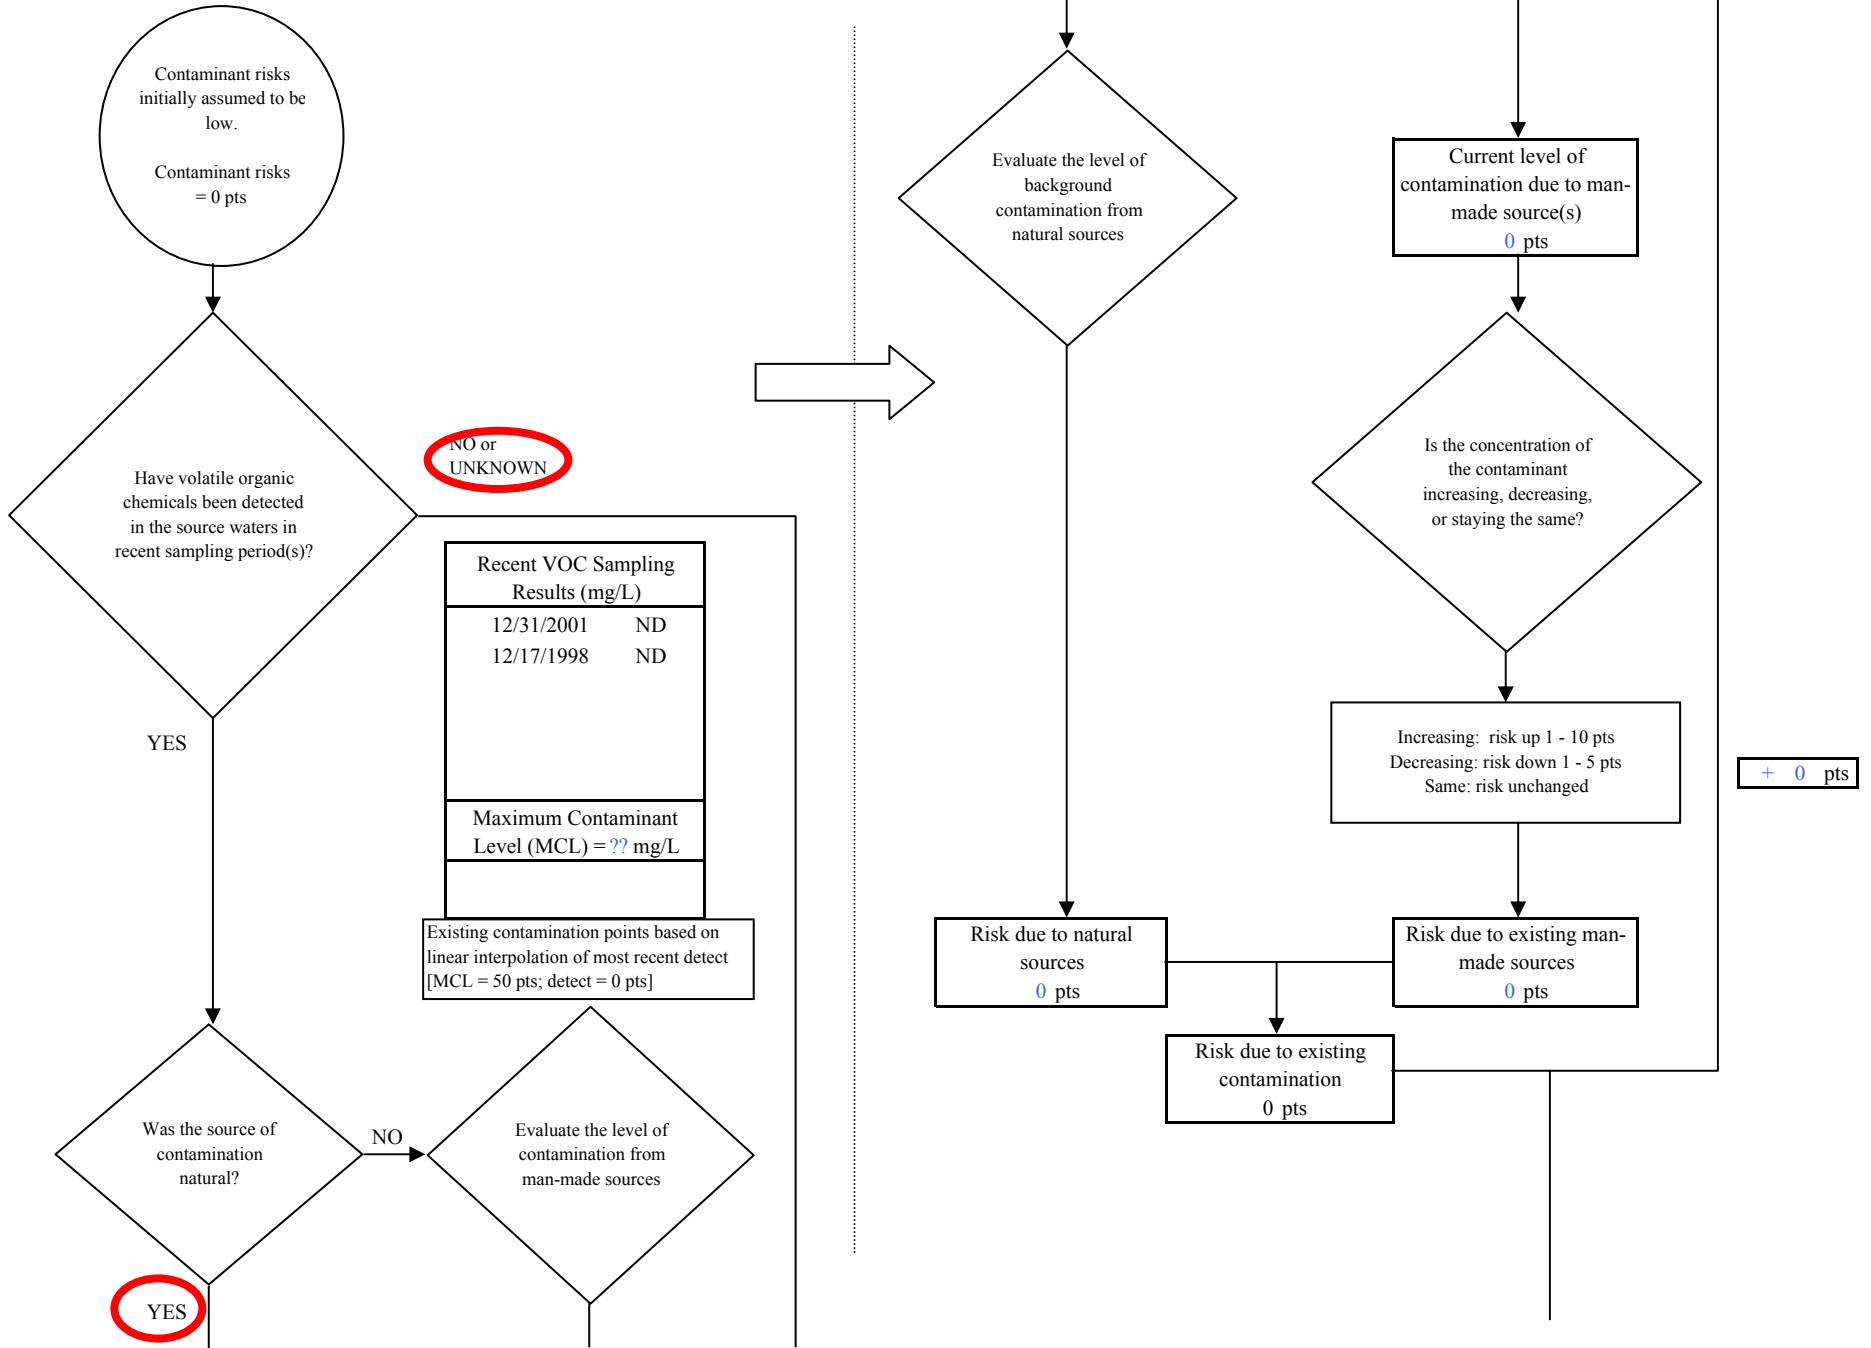 Contaminant risks
initially assumed to be
low.
Contaminant risks
= 0 pts
Have volatile organic
chemicals been detected
in the source waters in
recent sampling period(s)?
NO or
UNKNOWN
YES
Recent VOC Sampling
Results (mg/L)
12/31/2001 ND
12/17/1998 ND
Maximum Contaminant
Level (MCL) = ?? mg/L
Existing contamination points based on
linear interpolation of most recent detect
[MCL = 50 pts; detect = 0 pts]
Was the source of
contamination
natural?
NO
Evaluate the level of
contamination from
man-made sources
YES
Evaluate the level of
background
contamination from
natural sources
Current level of
contamination due to man-
made source(s)
0 pts
Is the concentration of
the contaminant
increasing, decreasing,
or staying the same?
Increasing: risk up 1 - 10 pts
Decreasing: risk down 1 - 5 pts
Same: risk unchanged
+ 0 pts
Risk due to natural
sources
0 pts
Risk due to existing man-
made sources
0 pts
Risk due to existing
contamination
0 pts